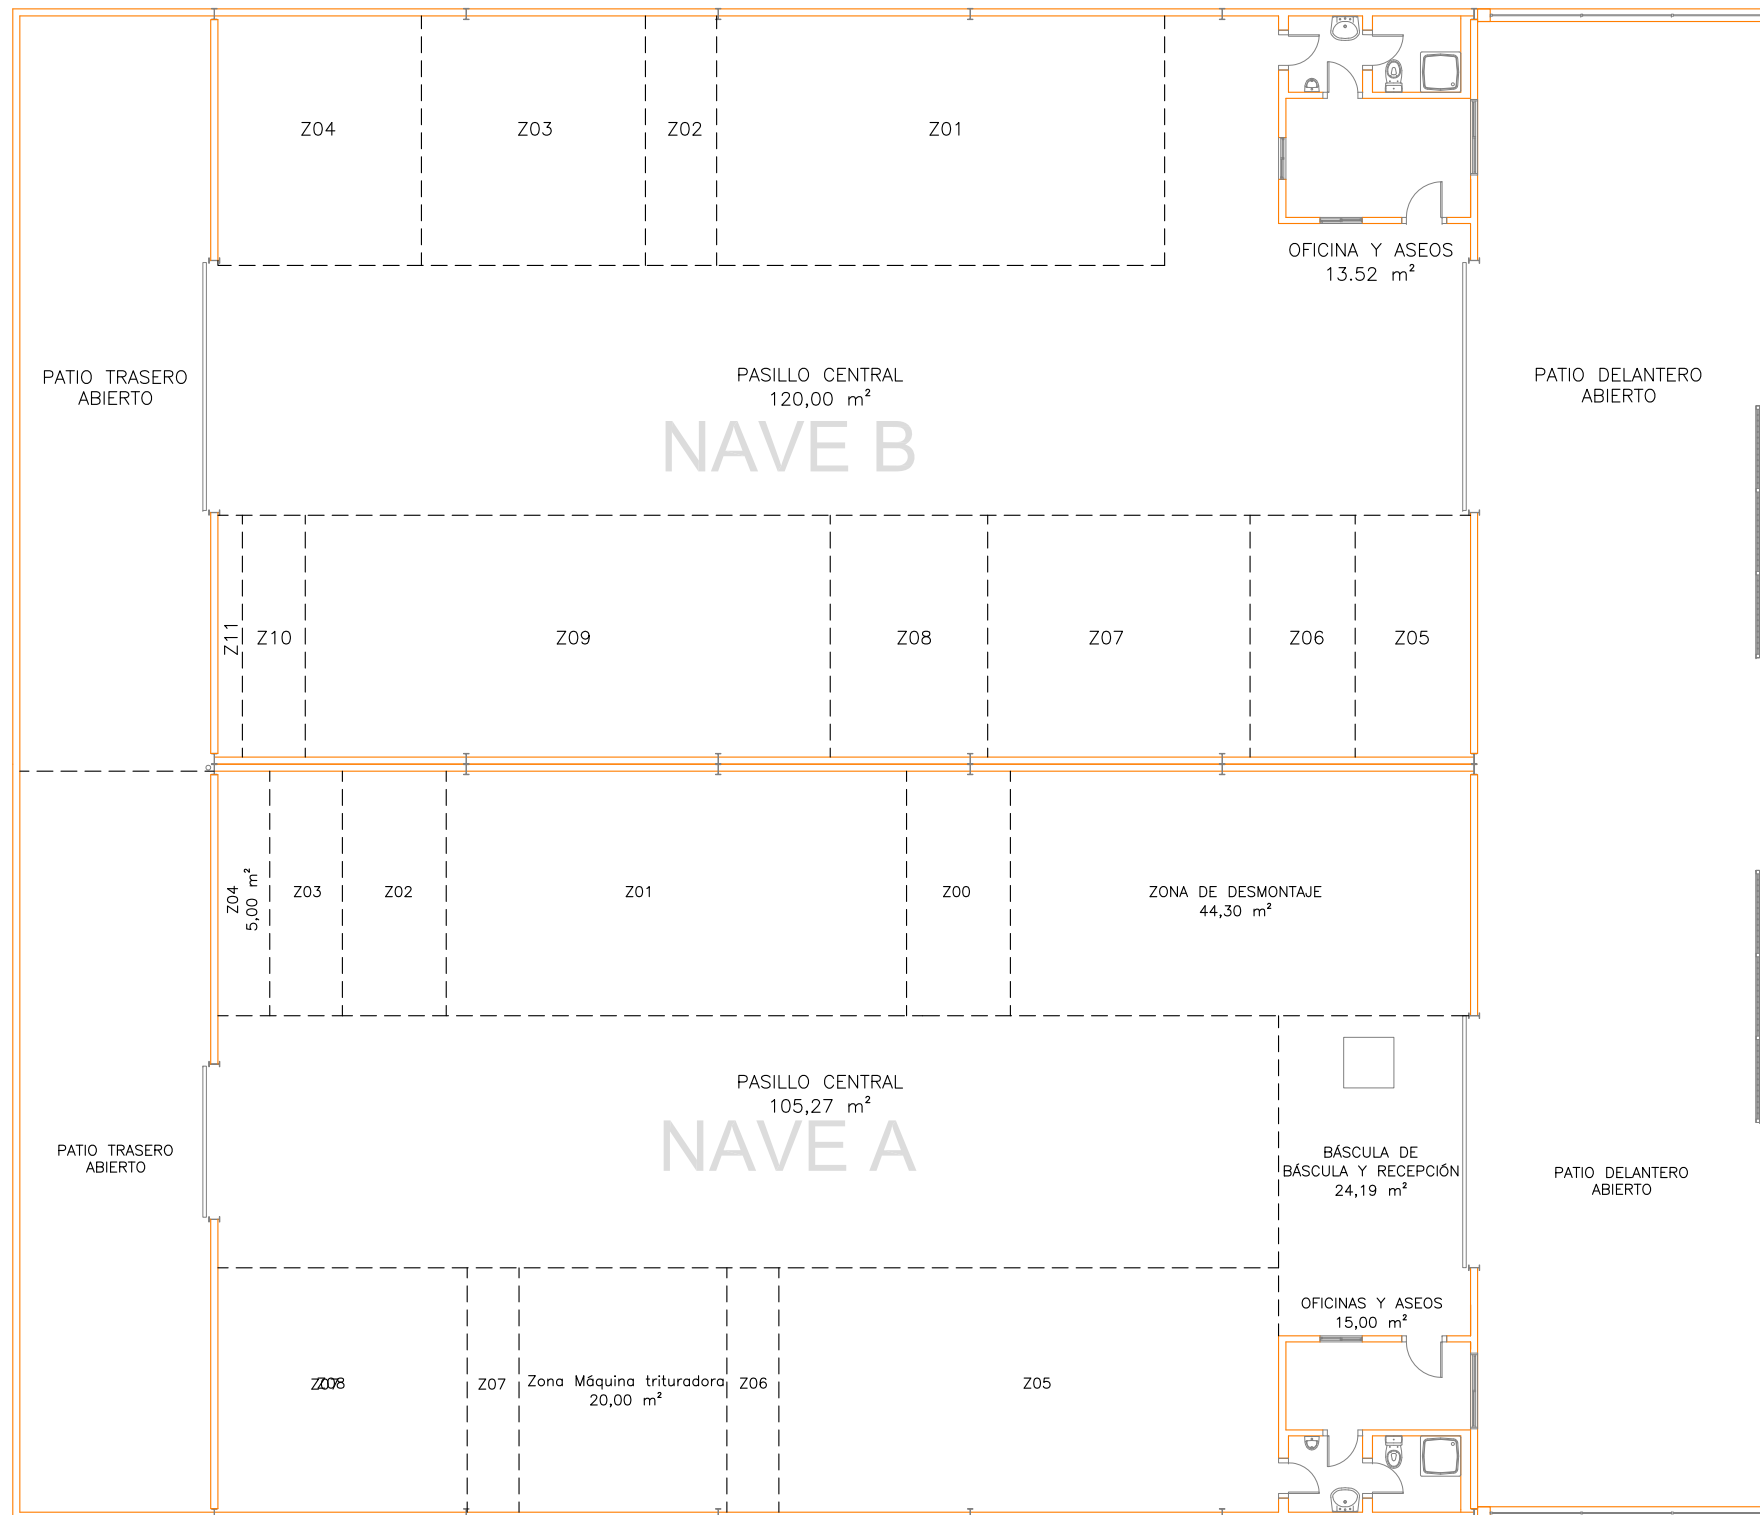 Z04
Z03
Z02
Z01
OFICINA Y ASEOS
13.52 m²
PATIO TRASERO
ABIERTO
PASILLO CENTRAL
120,00 m²
PATIO DELANTERO
ABIERTO
NAVE B
Z11
Z10
Z09
Z08
Z07
Z06
Z05
Z04
5,00 m²
Z03
Z02
Z01
Z00
ZONA DE DESMONTAJE
44,30 m²
PASILLO CENTRAL
105,27 m²
NAVE A
PATIO TRASERO
ABIERTO
BÁSCULA DE
BÁSCULA Y RECEPCIÓN
24,19 m²
PATIO DELANTERO
ABIERTO
OFICINAS Y ASEOS
15,00 m²
Z08
Z07
Zona Máquina trituradora
20,00 m²
Z06
Z05